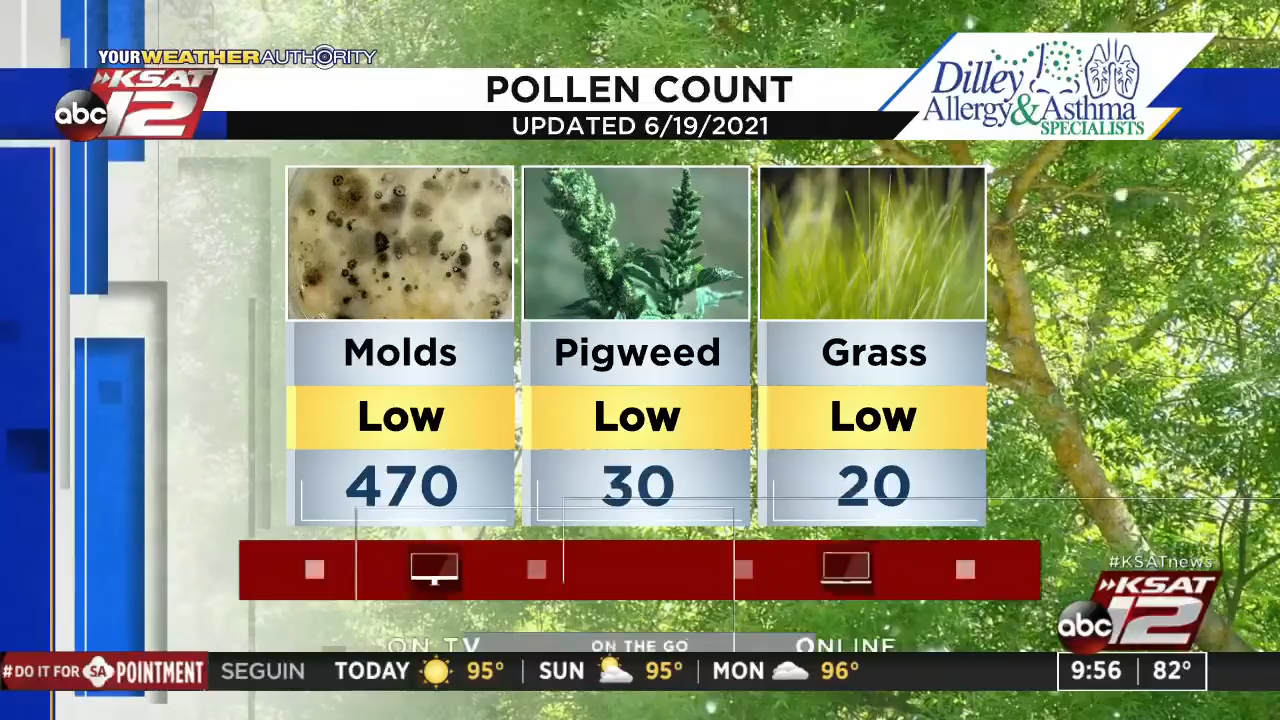 YOURWEATHERAUTHORITY
KSAT
abc 12
POLLEN COUNT
UPDATED 6/19/2021
Dilley
Allergy&Asthma
SPECIALISTS
Molds Pigweed Grass
Low Low Low
470 30 20
#KSATnews
KSAT
abc 12
ON TV ON THE GO ONLINE
#DO IT FOR SA POINTMENT SEGUIN TODAY 95° SUN 95° MON 96° 9:56 82°